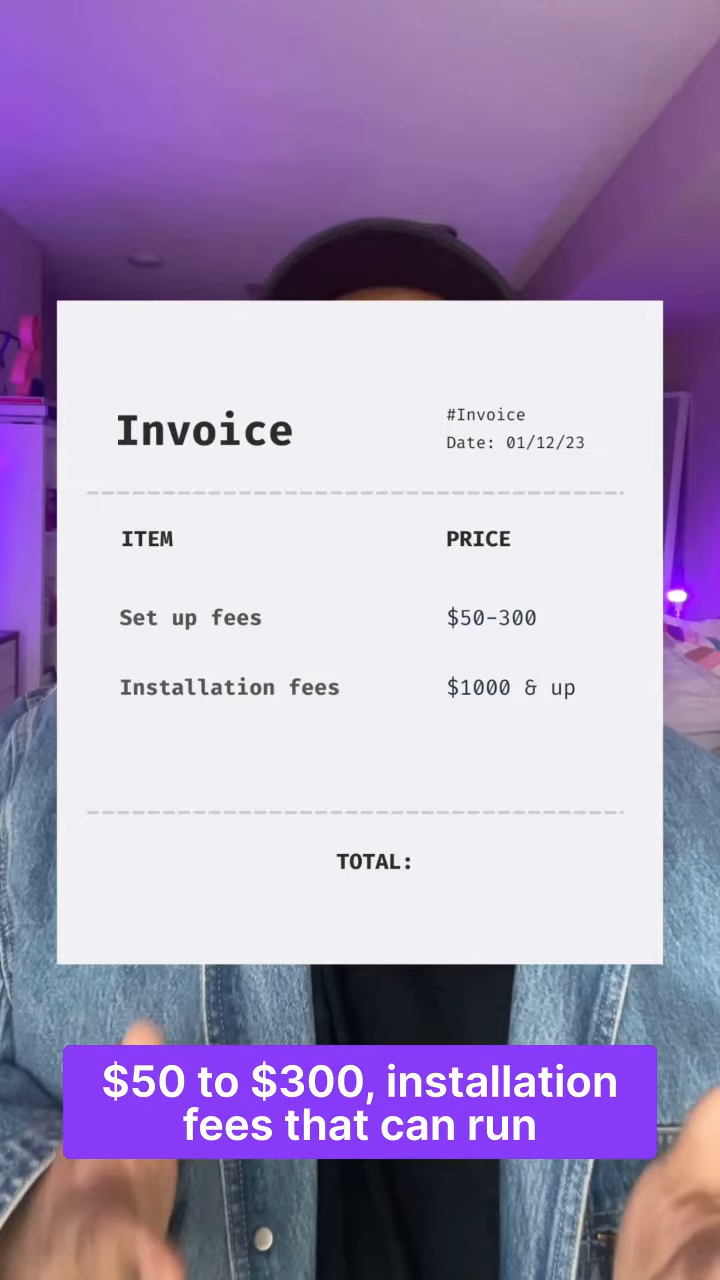 Invoice
#Invoice
Date: 01/12/23
ITEM PRICE
Set up fees $50-300
Installation fees $1000 & up
TOTAL:
$50 to $300, installation
fees that can run